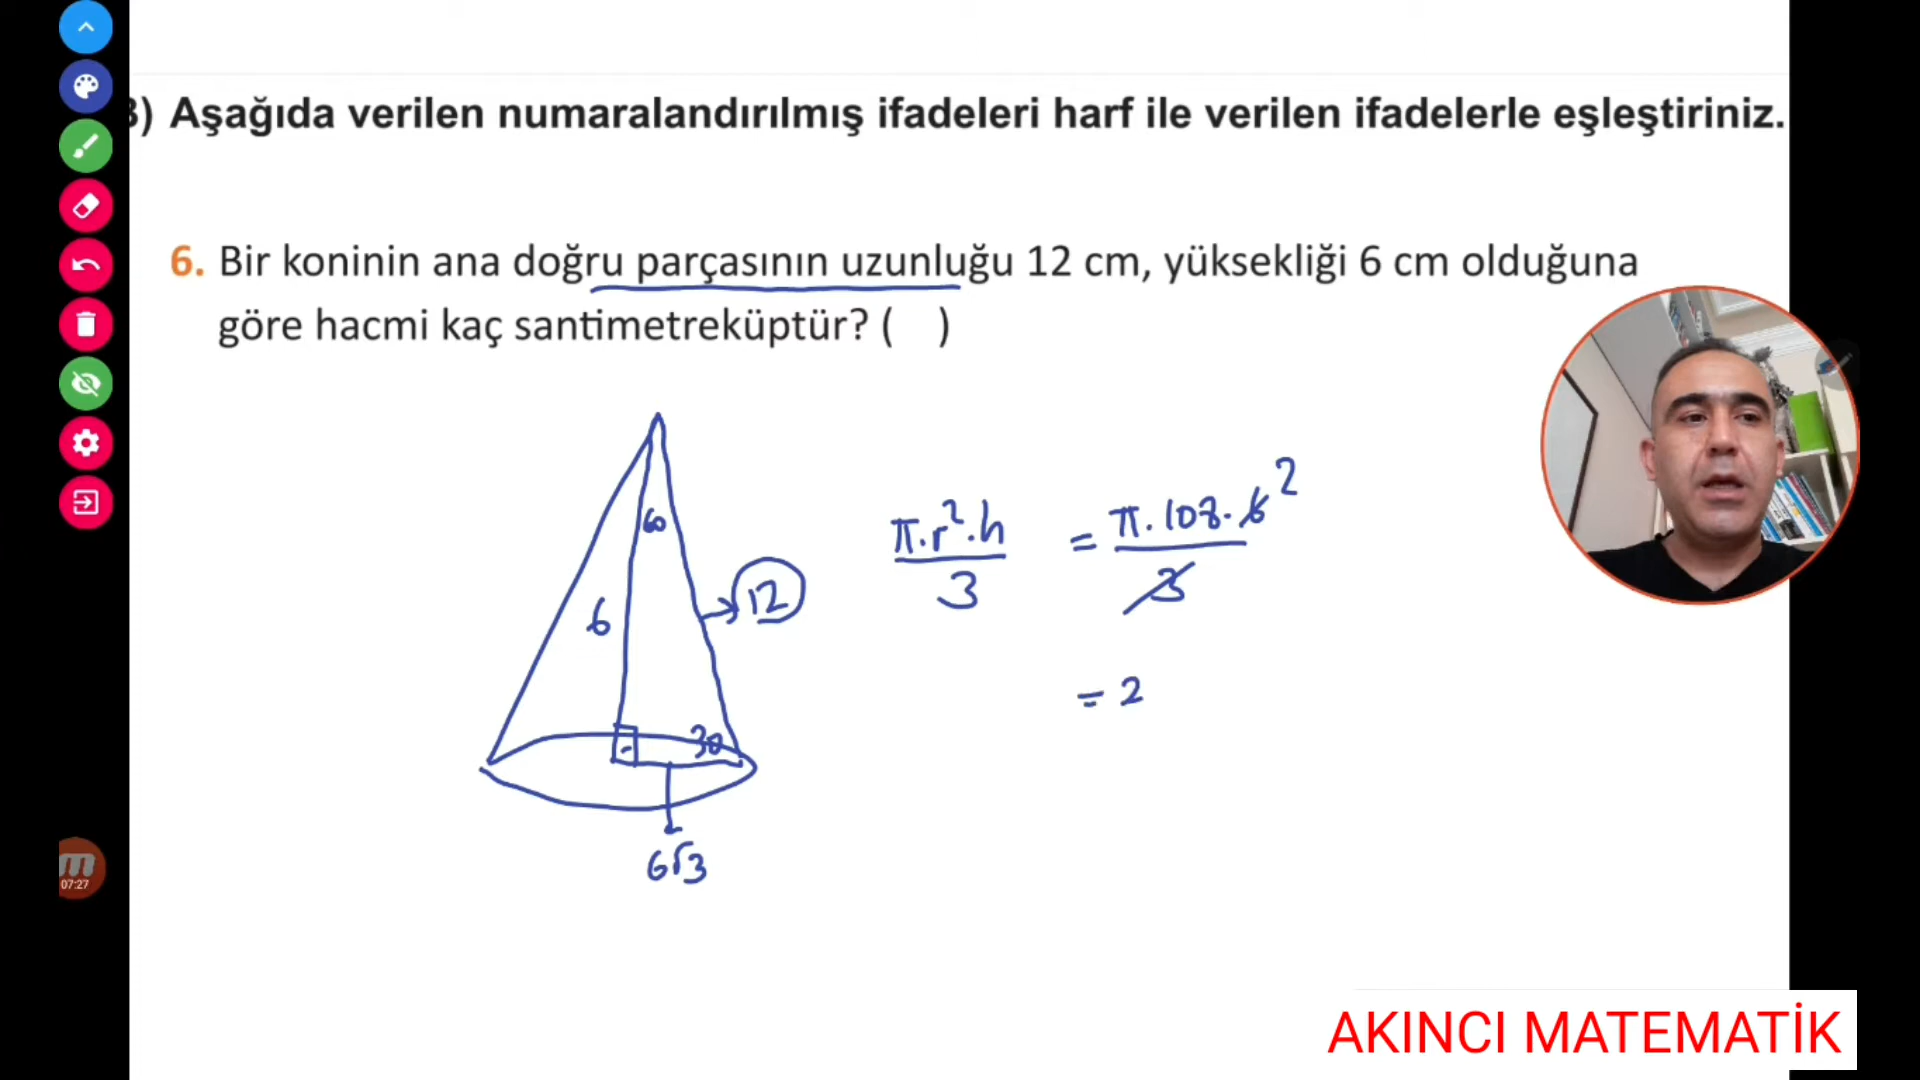 3) Aşağıda verilen numaralandırılmış ifadeleri harf ile verilen ifadelerle eşleştiriniz.
6. Bir koninin ana doğru parçasının uzunluğu 12 cm, yüksekliği 6 cm olduğuna
göre hacmi kaç santimetreküptür? ( )
60
6
12
30
6√3
π.r².h / 3 = π.108.6 2 / 3
= 2
07:27
AKINCI MATEMATİK